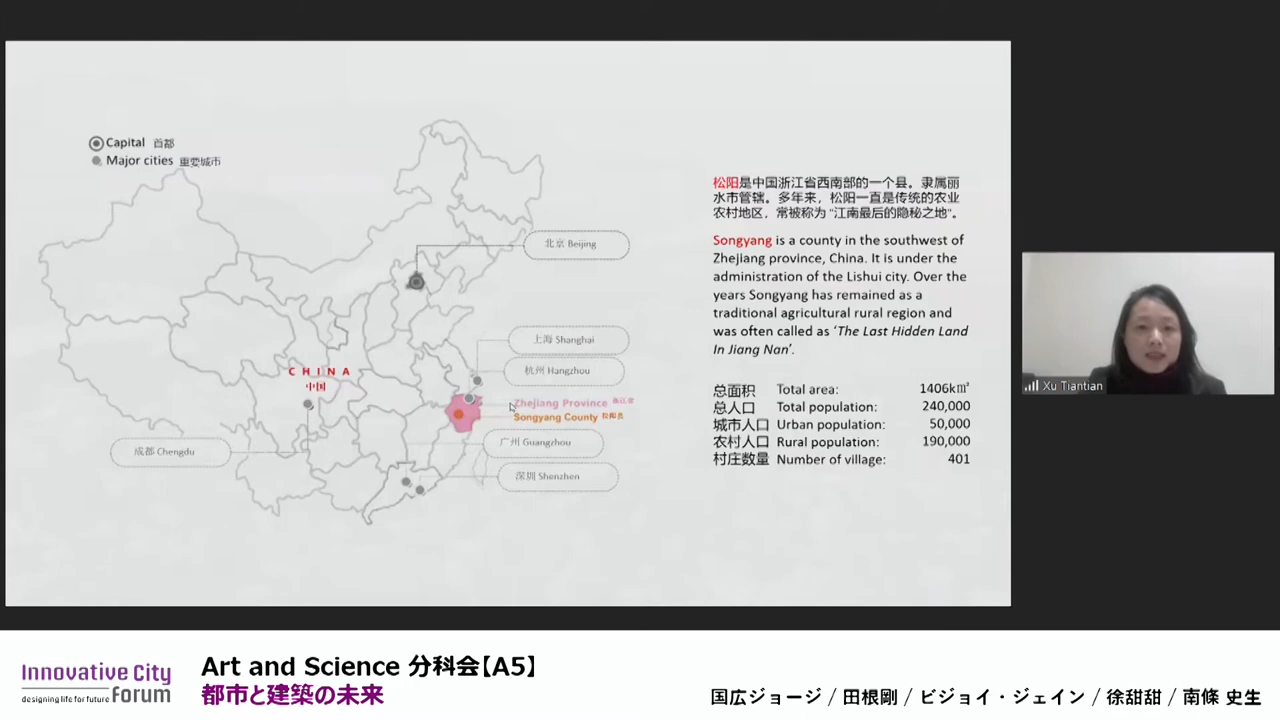 Capital 首都
Major cities 重要城市
北京 Beijing
上海 Shanghai
杭州 Hangzhou
CHINA
中国
Zhejiang Province 浙江省
Songyang County 松阳县
广州 Guangzhou
成都 Chengdu
深圳 Shenzhen
松阳是中国浙江省西南部的一个县。隶属丽
水市管辖。多年来，松阳一直是传统的农业
农村地区，常被称为 "江南最后的隐秘之地"。
Songyang is a county in the southwest of
Zhejiang province, China. It is under the
administration of the Lishui city. Over the
years Songyang has remained as a
traditional agricultural rural region and
was often called as ‘The Last Hidden Land
In Jiang Nan’.
总面积 Total area: 1406k㎡
总人口 Total population: 240,000
城市人口 Urban population: 50,000
农村人口 Rural population: 190,000
村庄数量 Number of village: 401
Xu Tiantian
Innovative City
designing life for future Forum
Art and Science 分科会【A5】
都市と建築の未来
国広ジョージ / 田根剛 / ビジョイ・ジェイン / 徐甜甜 / 南條 史生